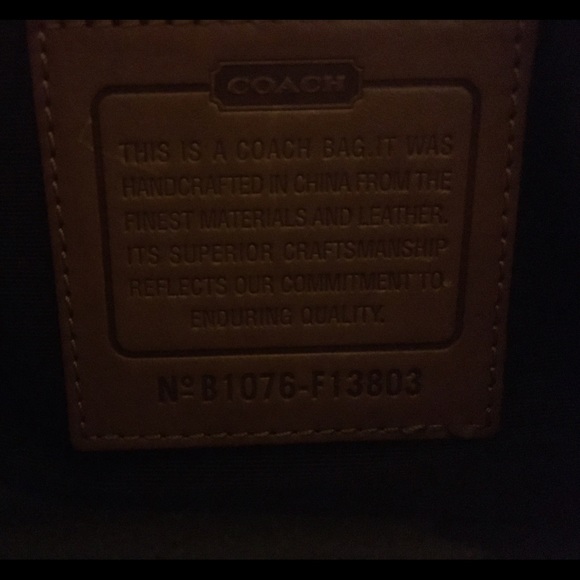 COACH
THIS IS A COACH BAG.IT WAS
HANDCRAFTED IN CHINA FROM THE
FINEST MATERIALS AND LEATHER.
ITS SUPERIOR CRAFTSMANSHIP
REFLECTS OUR COMMITMENT TO
ENDURING QUALITY.
Nº B1076-F13803